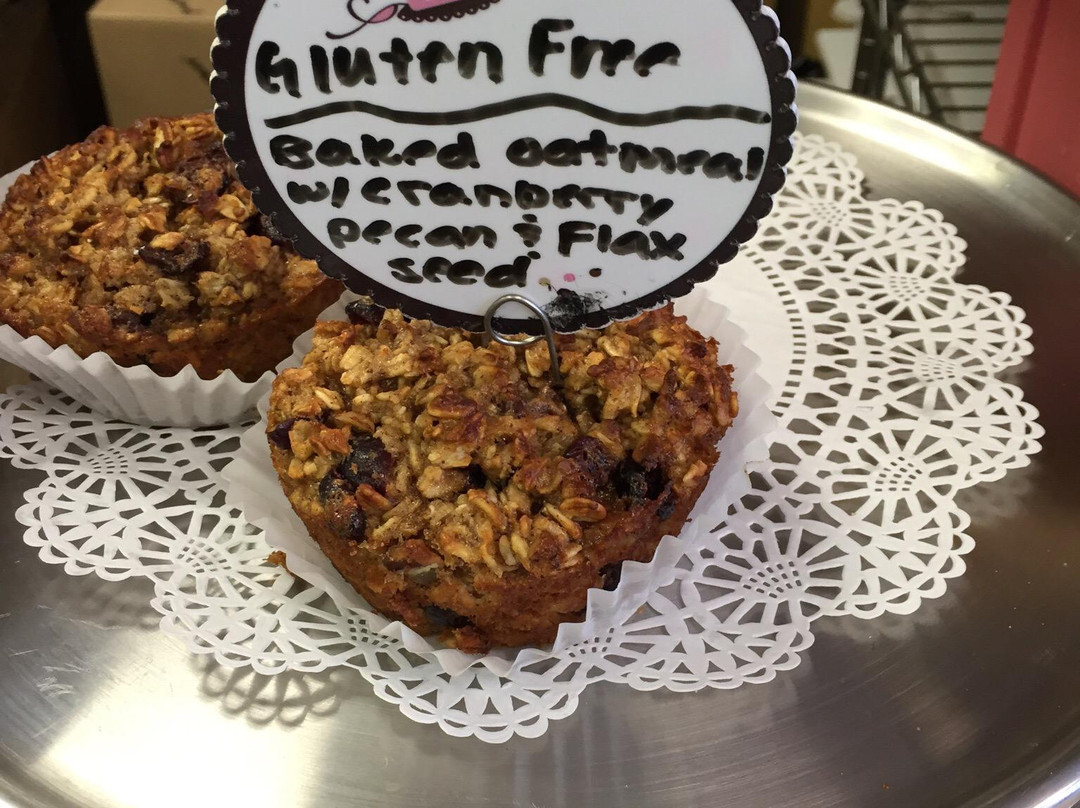 Gluten Free
Baked oatmeal
w/ cranberry
pecan & Flax
seed